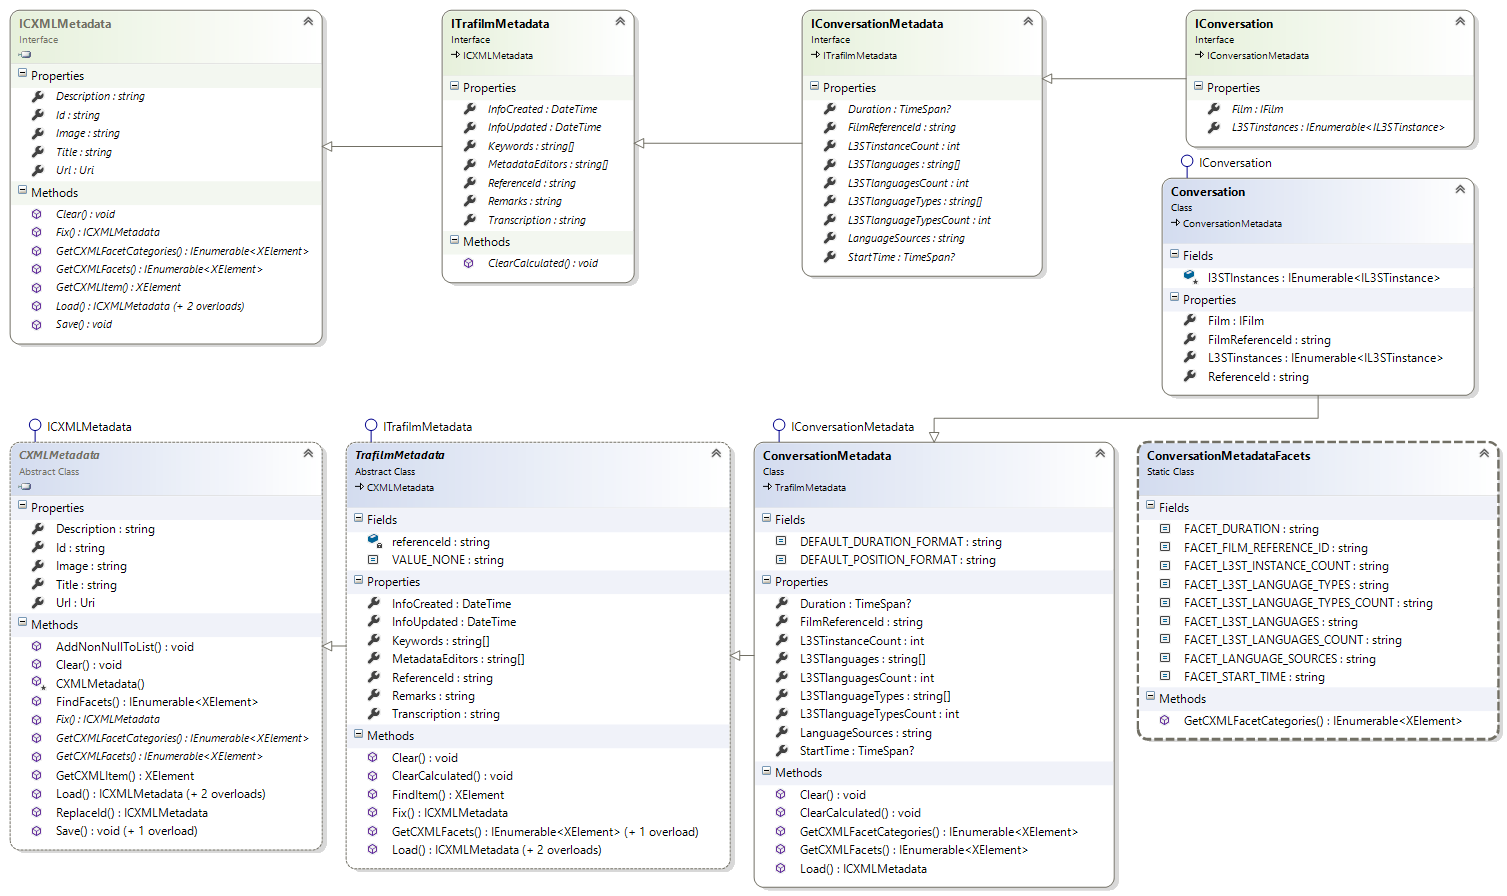 ICXMLMetadata
Interface
Properties
Description : string
Id : string
Image : string
Title : string
Url : Uri
Methods
Clear() : void
Fix() : ICXMLMetadata
GetCXMLFacetCategories() : IEnumerable<XElement>
GetCXMLFacets() : IEnumerable<XElement>
GetCXMLItem() : XElement
Load() : ICXMLMetadata (+ 2 overloads)
Save() : void
ITrafilmMetadata
Interface
ICXMLMetadata
Properties
InfoCreated : DateTime
InfoUpdated : DateTime
Keywords : string[]
MetadataEditors : string[]
ReferenceId : string
Remarks : string
Transcription : string
Methods
ClearCalculated() : void
IConversationMetadata
Interface
ITrafilmMetadata
Properties
Duration : TimeSpan?
FilmReferenceId : string
L3STinstanceCount : int
L3STlanguages : string[]
L3STlanguagesCount : int
L3STlanguageTypes : string[]
L3STlanguageTypesCount : int
LanguageSources : string
StartTime : TimeSpan?
IConversation
Interface
IConversationMetadata
Properties
Film : IFilm
L3STinstances : IEnumerable<IL3STinstance>
IConversation
Conversation
Class
ConversationMetadata
Fields
l3STInstances : IEnumerable<IL3STinstance>
Properties
Film : IFilm
FilmReferenceId : string
L3STinstances : IEnumerable<IL3STinstance>
ReferenceId : string
ICXMLMetadata
CXMLMetadata
Abstract Class
Properties
Description : string
Id : string
Image : string
Title : string
Url : Uri
Methods
AddNonNullToList() : void
Clear() : void
CXMLMetadata()
FindFacets() : IEnumerable<XElement>
Fix() : ICXMLMetadata
GetCXMLFacetCategories() : IEnumerable<XElement>
GetCXMLFacets() : IEnumerable<XElement>
GetCXMLItem() : XElement
Load() : ICXMLMetadata (+ 2 overloads)
ReplaceId() : ICXMLMetadata
Save() : void (+ 1 overload)
ITrafilmMetadata
TrafilmMetadata
Abstract Class
CXMLMetadata
Fields
referenceId : string
VALUE_NONE : string
Properties
InfoCreated : DateTime
InfoUpdated : DateTime
Keywords : string[]
MetadataEditors : string[]
ReferenceId : string
Remarks : string
Transcription : string
Methods
Clear() : void
ClearCalculated() : void
FindItem() : XElement
Fix() : ICXMLMetadata
GetCXMLFacets() : IEnumerable<XElement> (+ 1 overload)
Load() : ICXMLMetadata (+ 2 overloads)
IConversationMetadata
ConversationMetadata
Class
TrafilmMetadata
Fields
DEFAULT_DURATION_FORMAT : string
DEFAULT_POSITION_FORMAT : string
Properties
Duration : TimeSpan?
FilmReferenceId : string
L3STinstanceCount : int
L3STlanguages : string[]
L3STlanguagesCount : int
L3STlanguageTypes : string[]
L3STlanguageTypesCount : int
LanguageSources : string
StartTime : TimeSpan?
Methods
Clear() : void
ClearCalculated() : void
GetCXMLFacetCategories() : IEnumerable<XElement>
GetCXMLFacets() : IEnumerable<XElement>
Load() : ICXMLMetadata
ConversationMetadataFacets
Static Class
Fields
FACET_DURATION : string
FACET_FILM_REFERENCE_ID : string
FACET_L3ST_INSTANCE_COUNT : string
FACET_L3ST_LANGUAGE_TYPES : string
FACET_L3ST_LANGUAGE_TYPES_COUNT : string
FACET_L3ST_LANGUAGES : string
FACET_L3ST_LANGUAGES_COUNT : string
FACET_LANGUAGE_SOURCES : string
FACET_START_TIME : string
Methods
GetCXMLFacetCategories() : IEnumerable<XElement>